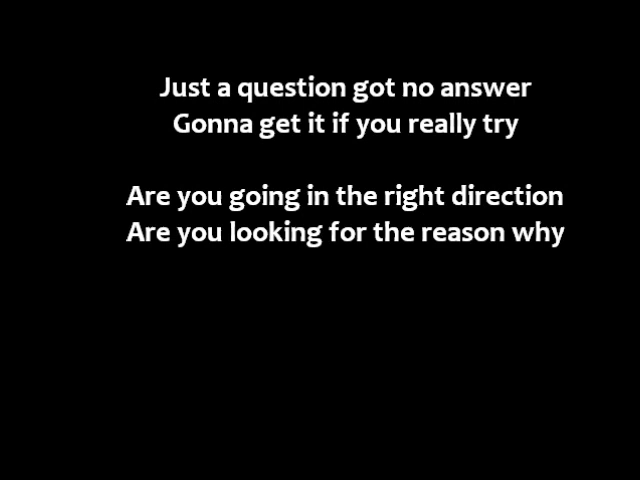 Just a question got no answer
Gonna get it if you really try
Are you going in the right direction
Are you looking for the reason why